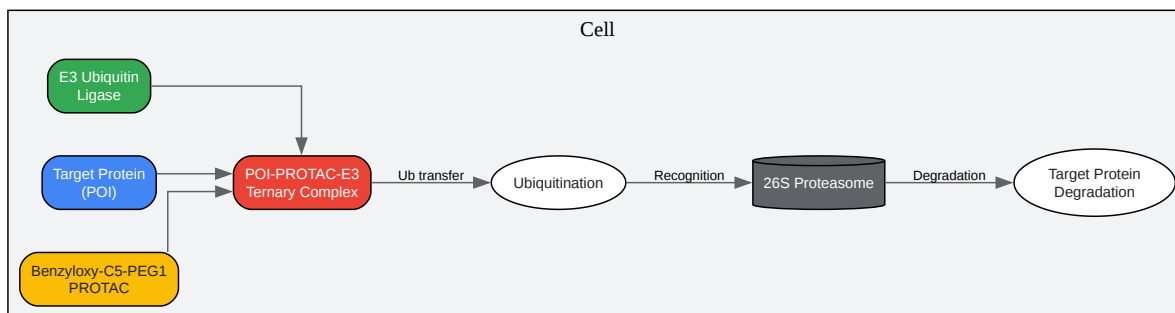 Cell
E3 Ubiquitin
Ligase
Target Protein
(POI)
POI-PROTAC-E3
Ternary Complex
Ub transfer
Ubiquitination
Recognition
26S Proteasome
Degradation
Target Protein
Degradation
Benzyloxy-C5-PEG1
PROTAC